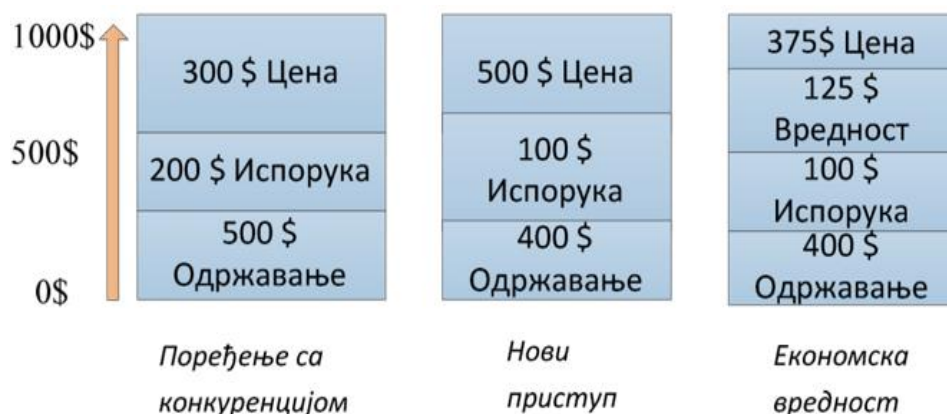 1000$
500$
0$
300 $ Цена
200 $ Испорука
500 $
Одржавање
Поређење са
конкуренцијом
500 $ Цена
100 $
Испорука
400 $
Одржавање
Нови
приступ
375$ Цена
125 $
Вредност
100 $
Испорука
400 $
Одржавање
Економска
вредност